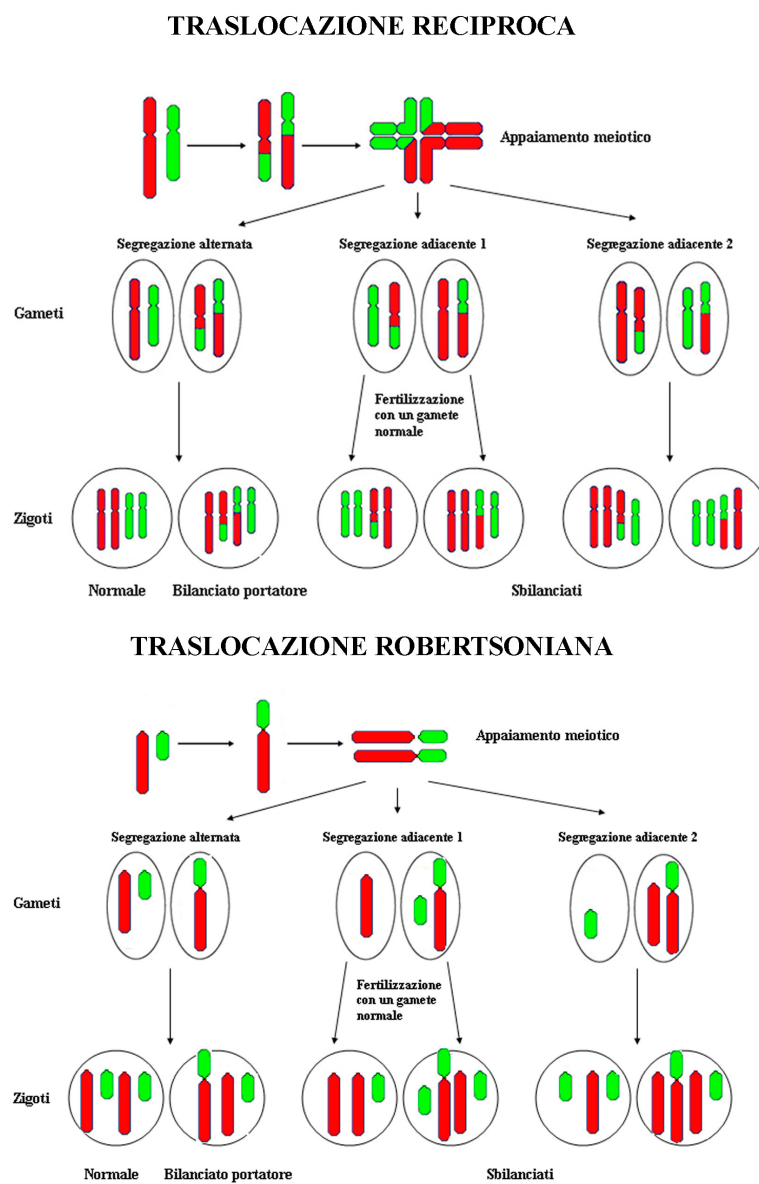 TRASLOCAZIONE RECIPROCA
Appaiamento meiotico
Segregazione alternata
Segregazione adiacente 1
Segregazione adiacente 2
Gameti
Fertilizzazione
con un gamete
normale
Zigoti
Normale
Bilanciato portatore
Sbilanciati
TRASLOCAZIONE ROBERTSONIANA
Appaiamento meiotico
Segregazione alternata
Segregazione adiacente 1
Segregazione adiacente 2
Gameti
Fertilizzazione
con un gamete
normale
Zigoti
Normale
Bilanciato portatore
Sbilanciati